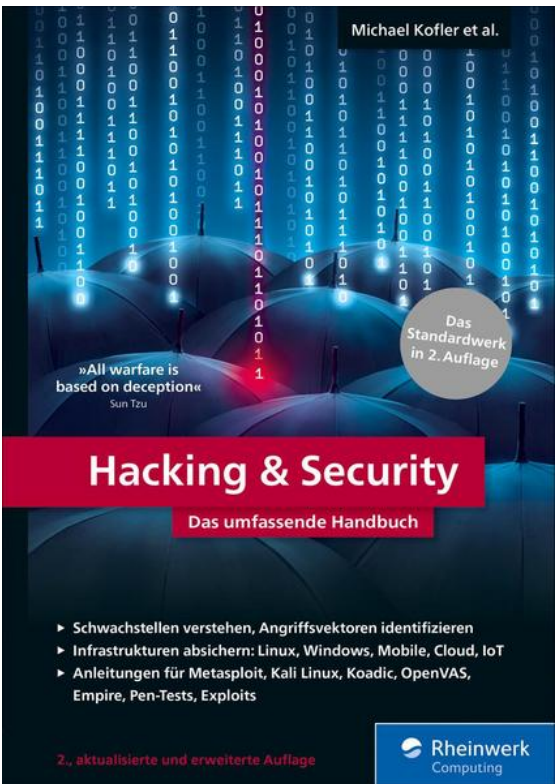 Michael Kofler et al.
Das
Standardwerk
in 2. Auflage
»All warfare is
based on deception«
Sun Tzu
Hacking & Security
Das umfassende Handbuch
▸ Schwachstellen verstehen, Angriffsvektoren identifizieren
▸ Infrastrukturen absichern: Linux, Windows, Mobile, Cloud, IoT
▸ Anleitungen für Metasploit, Kali Linux, Koadic, OpenVAS,
Empire, Pen-Tests, Exploits
2., aktualisierte und erweiterte Auflage
Rheinwerk
Computing